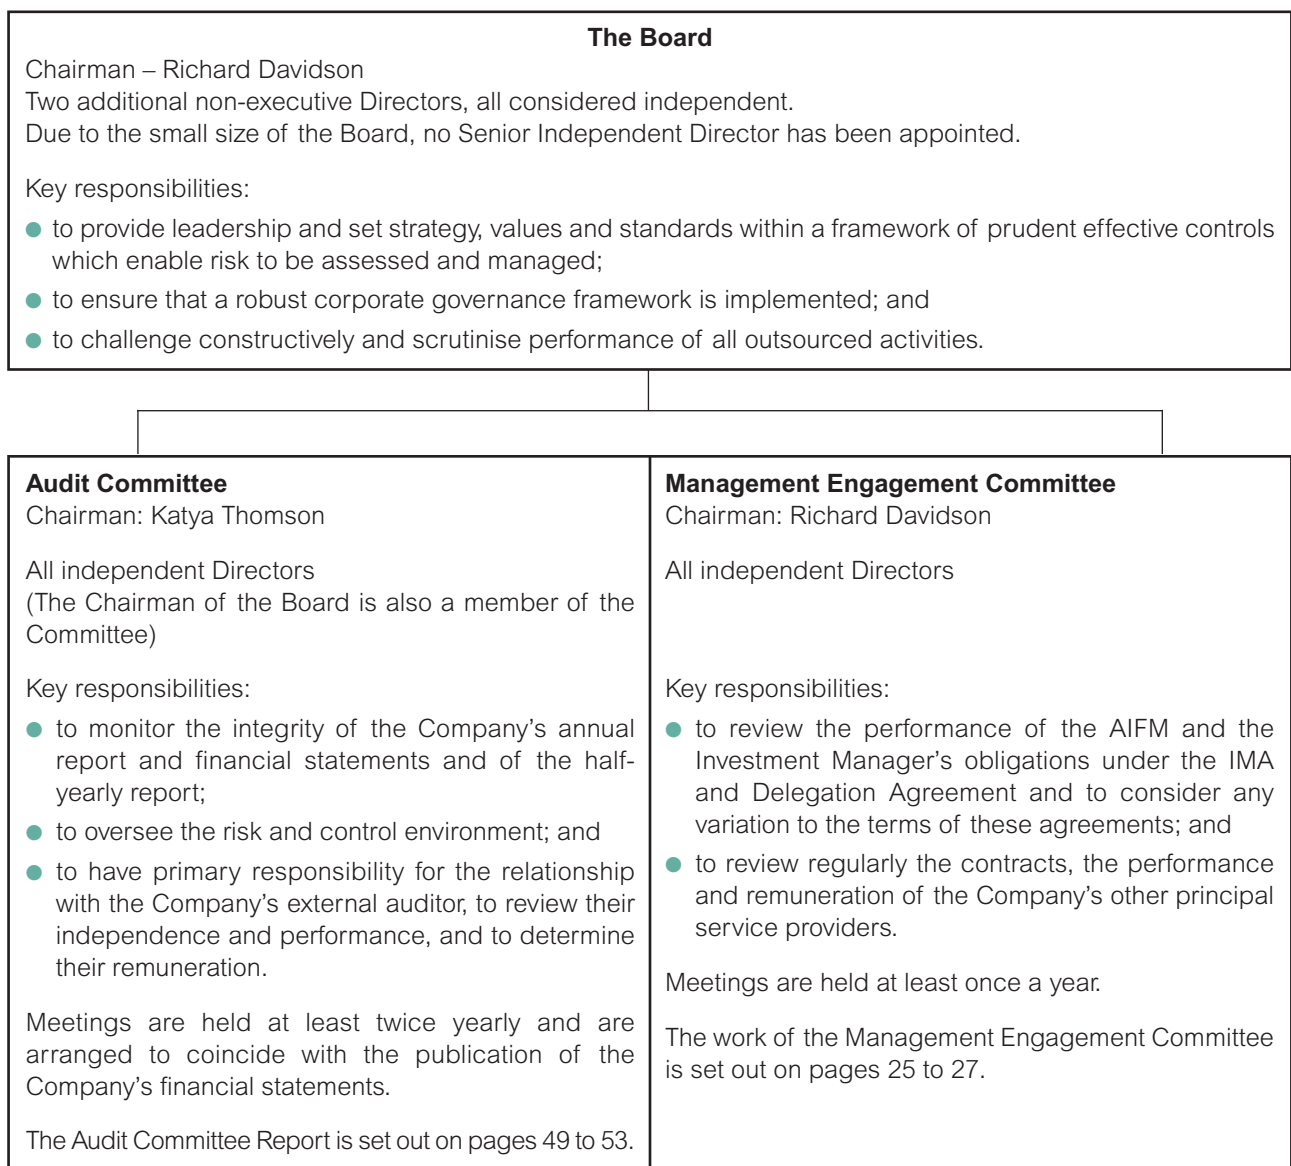 The Board
Chairman – Richard Davidson
Two additional non-executive Directors, all considered independent.
Due to the small size of the Board, no Senior Independent Director has been appointed.
Key responsibilities:
● to provide leadership and set strategy, values and standards within a framework of prudent effective controls
which enable risk to be assessed and managed;
● to ensure that a robust corporate governance framework is implemented; and
● to challenge constructively and scrutinise performance of all outsourced activities.
Audit Committee
Chairman: Katya Thomson
All independent Directors
(The Chairman of the Board is also a member of the
Committee)
Key responsibilities:
● to monitor the integrity of the Company's annual
report and financial statements and of the half-
yearly report;
● to oversee the risk and control environment; and
● to have primary responsibility for the relationship
with the Company's external auditor, to review their
independence and performance, and to determine
their remuneration.
Meetings are held at least twice yearly and are
arranged to coincide with the publication of the
Company's financial statements.
The Audit Committee Report is set out on pages 49 to 53.
Management Engagement Committee
Chairman: Richard Davidson
All independent Directors
Key responsibilities:
● to review the performance of the AIFM and the
Investment Manager's obligations under the IMA
and Delegation Agreement and to consider any
variation to the terms of these agreements; and
● to review regularly the contracts, the performance
and remuneration of the Company's other principal
service providers.
Meetings are held at least once a year.
The work of the Management Engagement Committee
is set out on pages 25 to 27.